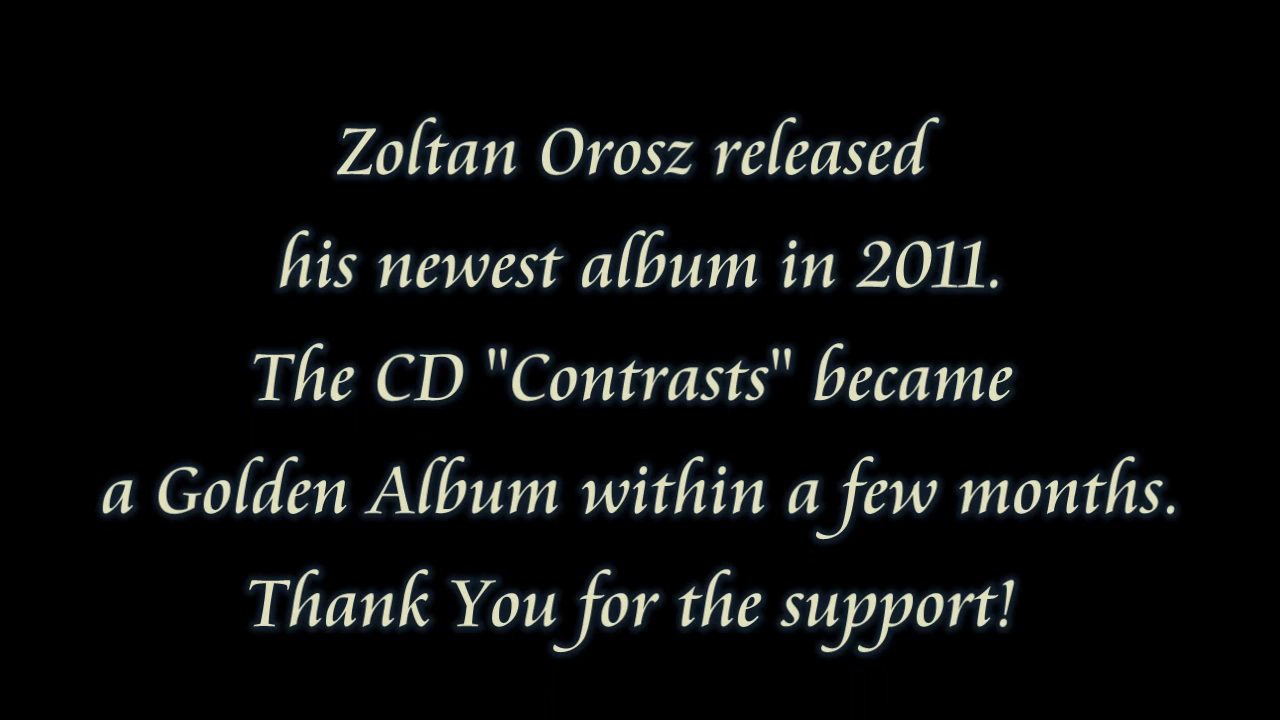 Zoltan Orosz released
his newest album in 2011.
The CD "Contrasts" became
a Golden Album within a few months.
Thank You for the support!